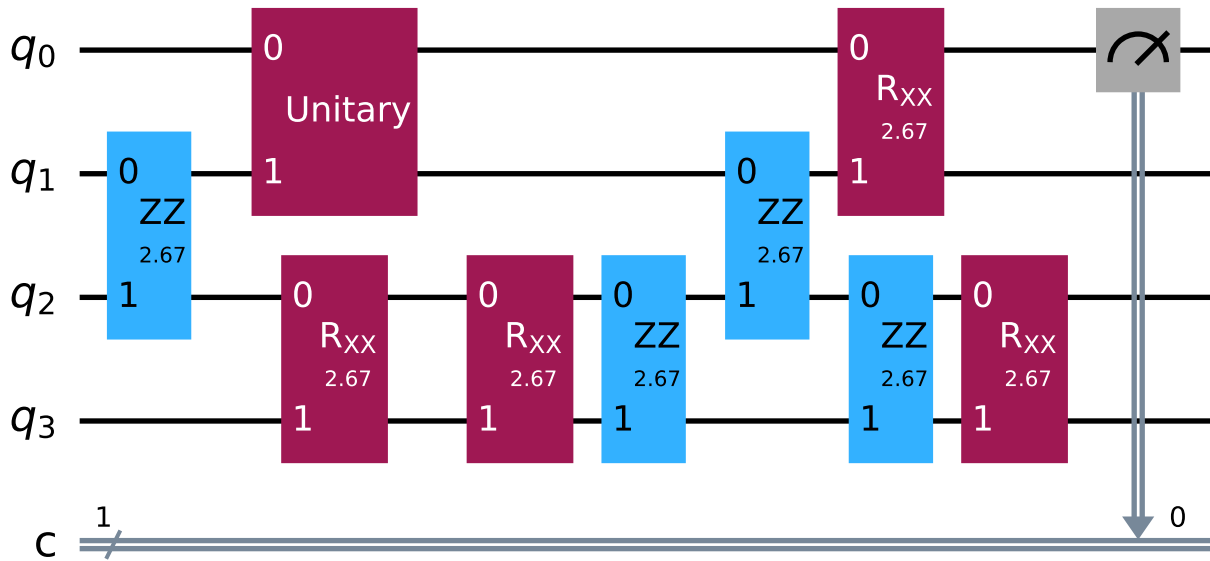 q0 0 0
Unitary RXX
2.67
q1 0 1 0 1
ZZ ZZ
2.67 2.67
q2 1 0 0 0 1 0 0
RXX RXX ZZ ZZ RXX
2.67 2.67 2.67 2.67 2.67
q3 1 1 1 1 1
1 0
c